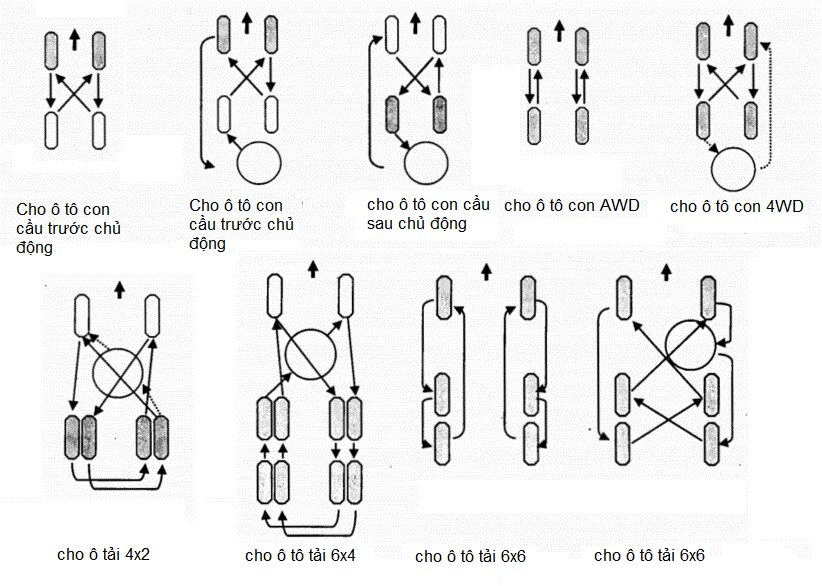 Cho ô tô con
cầu trước chủ
động
Cho ô tô con
cầu trước chủ
động
cho ô tô con cầu
sau chủ động
cho ô tô con AWD
cho ô tô con 4WD
cho ô tải 4x2
cho ô tô tải 6x4
cho ô tô tải 6x6
cho ô tô tải 6x6